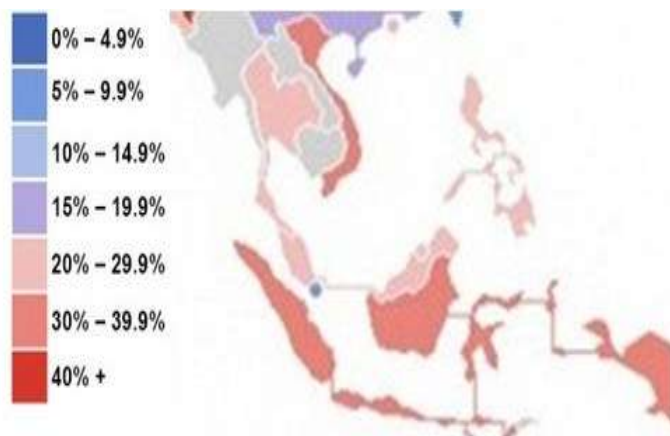 0% – 4.9%
5% – 9.9%
10% – 14.9%
15% – 19.9%
20% – 29.9%
30% – 39.9%
40% +